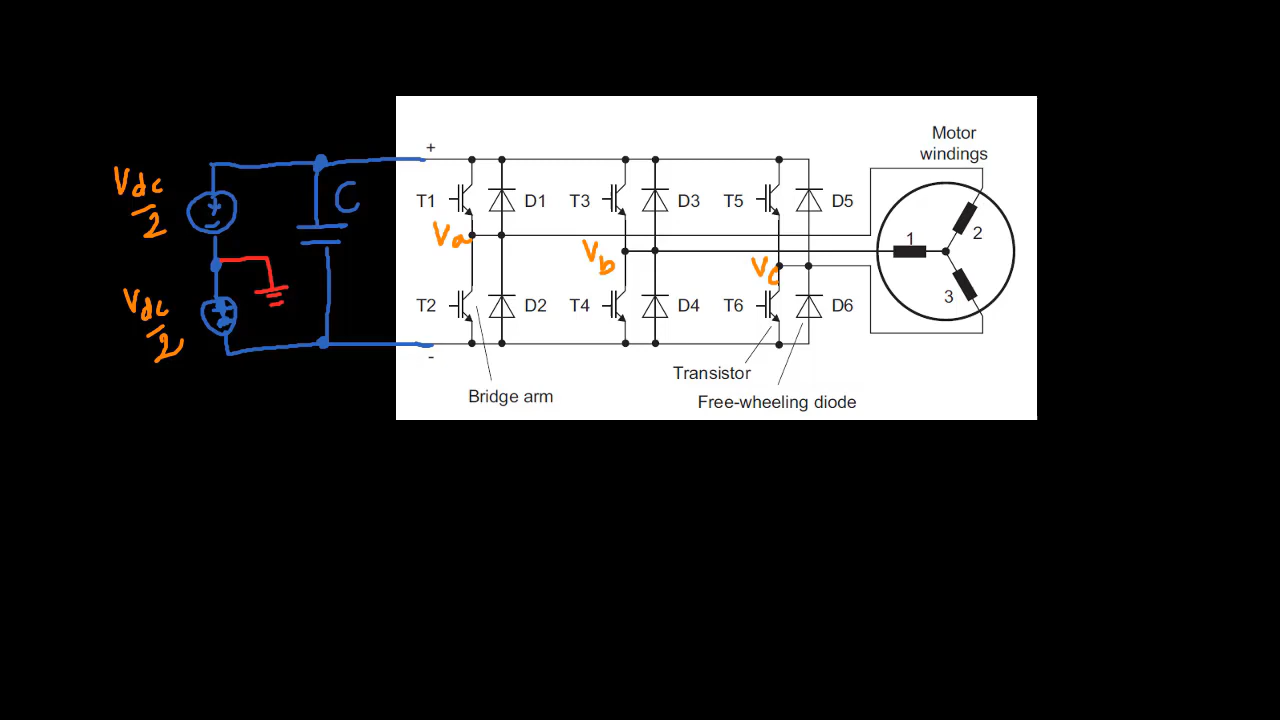 Motor
windings
+
Vdc/2
+
-
C
T1
D1
T3
D3
T5
D5
Va
Vb
Vc
1
2
3
Vdc/2
T2
D2
T4
D4
T6
D6
-
Transistor
Bridge arm
Free-wheeling diode